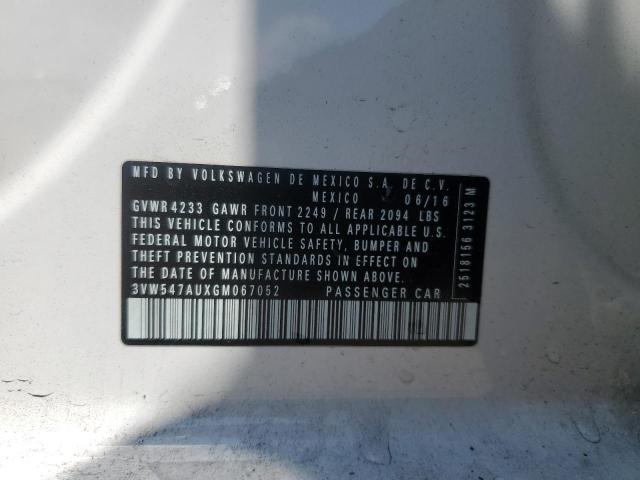 MFD BY VOLKSWAGEN DE MEXICO S.A. DE C.V.
MEXICO 06/16
GVWR 4233 GAWR FRONT 2249 / REAR 2094 LBS
THIS VEHICLE CONFORMS TO ALL APPLICABLE U.S.
FEDERAL MOTOR VEHICLE SAFETY, BUMPER AND
THEFT PREVENTION STANDARDS IN EFFECT ON
THE DATE OF MANUFACTURE SHOWN ABOVE.
3VW547AUXGM067052 PASSENGER CAR
2518156 3123 M